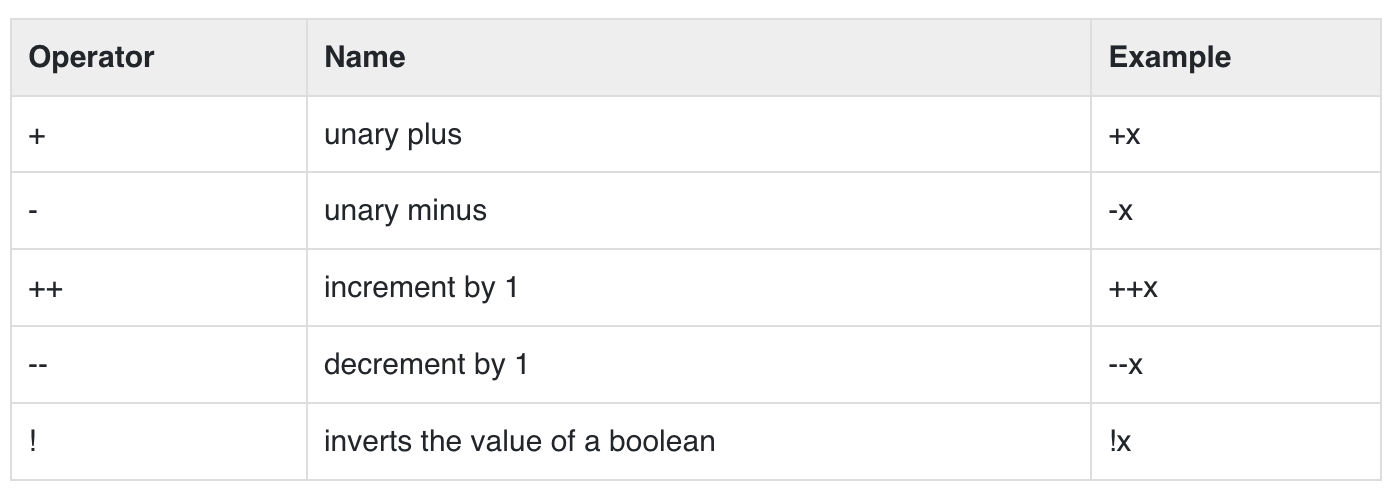 Operator Name Example
+ unary plus +x
- unary minus -x
++ increment by 1 ++x
-- decrement by 1 --x
! inverts the value of a boolean !x